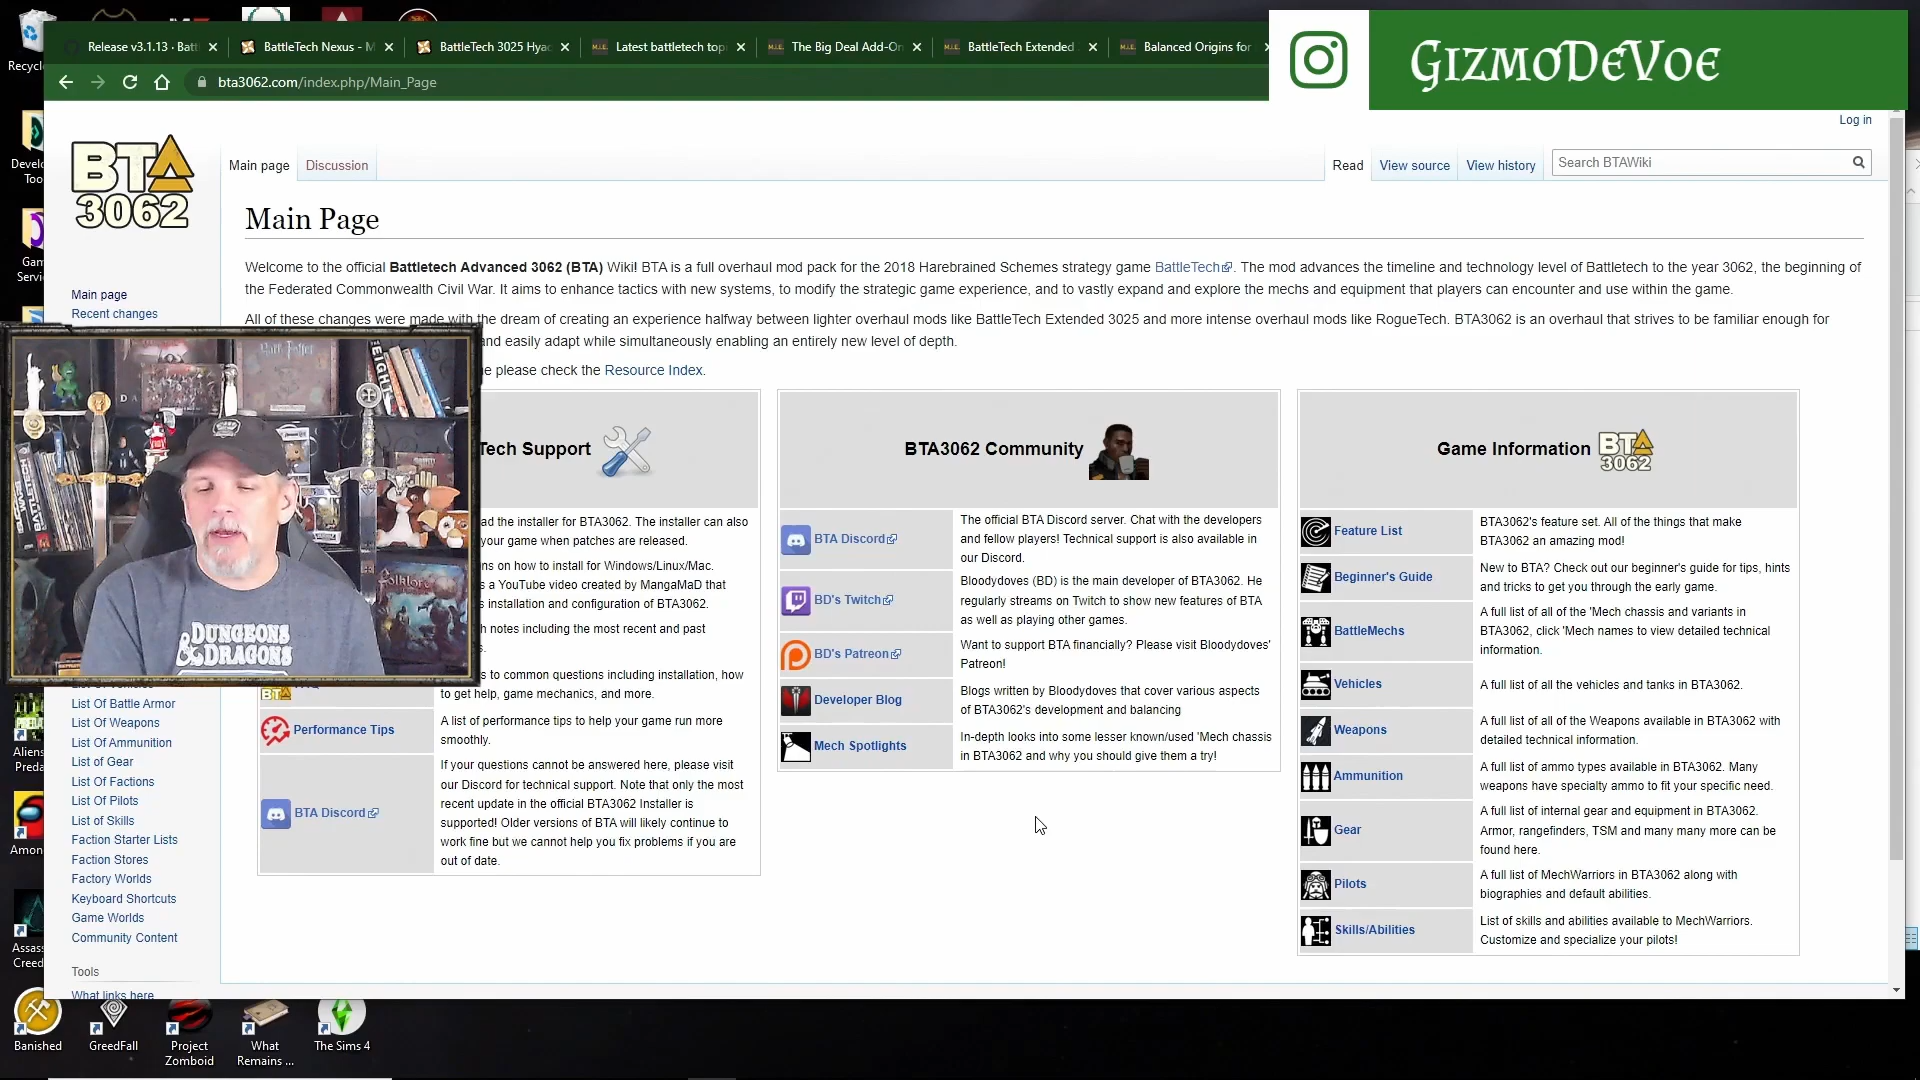 Release v3.1.13 · Batt
BattleTech Nexus - M
BattleTech 3025 Hyad
Latest battletech top
The Big Deal Add-On
BattleTech Extended
Balanced Origins for
GizmoDeVoe
bta3062.com/index.php/Main_Page
Log in
BTA
3062
Main page
Discussion
Read
View source
View history
Search BTAWiki
Main Page
Welcome to the official Battletech Advanced 3062 (BTA) Wiki! BTA is a full overhaul mod pack for the 2018 Harebrained Schemes strategy game BattleTech. The mod advances the timeline and technology level of Battletech to the year 3062, the beginning of
the Federated Commonwealth Civil War. It aims to enhance tactics with new systems, to modify the strategic game experience, and to vastly expand and explore the mechs and equipment that players can encounter and use within the game.
All of these changes were made with the dream of creating an experience halfway between lighter overhaul mods like BattleTech Extended 3025 and more intense overhaul mods like RogueTech. BTA3062 is an overhaul that strives to be familiar enough for
and easily adapt while simultaneously enabling an entirely new level of depth.
e please check the Resource Index.
Main page
Recent changes
List Of Battle Armor
List Of Weapons
List Of Ammunition
List of Gear
List Of Factions
List Of Pilots
List of Skills
Faction Starter Lists
Faction Stores
Factory Worlds
Keyboard Shortcuts
Game Worlds
Community Content
Tools
What links here
Tech Support
ad the installer for BTA3062. The installer can also
your game when patches are released.
ns on how to install for Windows/Linux/Mac.
s a YouTube video created by MangaMaD that
s installation and configuration of BTA3062.
h notes including the most recent and past
s.
s to common questions including installation, how
to get help, game mechanics, and more.
BTA
Performance Tips
A list of performance tips to help your game run more
smoothly.
BTA Discord
If your questions cannot be answered here, please visit
our Discord for technical support. Note that only the most
recent update in the official BTA3062 Installer is
supported! Older versions of BTA will likely continue to
work fine but we cannot help you fix problems if you are
out of date.
BTA3062 Community
BTA Discord
The official BTA Discord server. Chat with the developers
and fellow players! Technical support is also available in
our Discord.
BD's Twitch
Bloodydoves (BD) is the main developer of BTA3062. He
regularly streams on Twitch to show new features of BTA
as well as playing other games.
BD's Patreon
Want to support BTA financially? Please visit Bloodydoves'
Patreon!
Developer Blog
Blogs written by Bloodydoves that cover various aspects
of BTA3062's development and balancing
Mech Spotlights
In-depth looks into some lesser known/used 'Mech chassis
in BTA3062 and why you should give them a try!
Game Information
BTA
3062
Feature List
BTA3062's feature set. All of the things that make
BTA3062 an amazing mod!
Beginner's Guide
New to BTA? Check out our beginner's guide for tips, hints
and tricks to get you through the early game.
BattleMechs
A full list of all of the 'Mech chassis and variants in
BTA3062, click 'Mech names to view detailed technical
information.
Vehicles
A full list of all the vehicles and tanks in BTA3062.
Weapons
A full list of all of the Weapons available in BTA3062 with
detailed technical information.
Ammunition
A full list of ammo types available in BTA3062. Many
weapons have specialty ammo to fit your specific need.
Gear
A full list of internal gear and equipment in BTA3062.
Armor, rangefinders, TSM and many many more can be
found here.
Pilots
A full list of MechWarriors in BTA3062 along with
biographies and default abilities.
Skills/Abilities
List of skills and abilities available to MechWarriors.
Customize and specialize your pilots!
DUNGEONS
&
DRAGONS
Folklore
EIGHT
BATTLETECH
Recycl
Develo
Too
Gam
Servic
Aliens
Preda
Amon
Assass
Creed
Banished
GreedFall
Project
Zomboid
What
Remains ...
The Sims 4